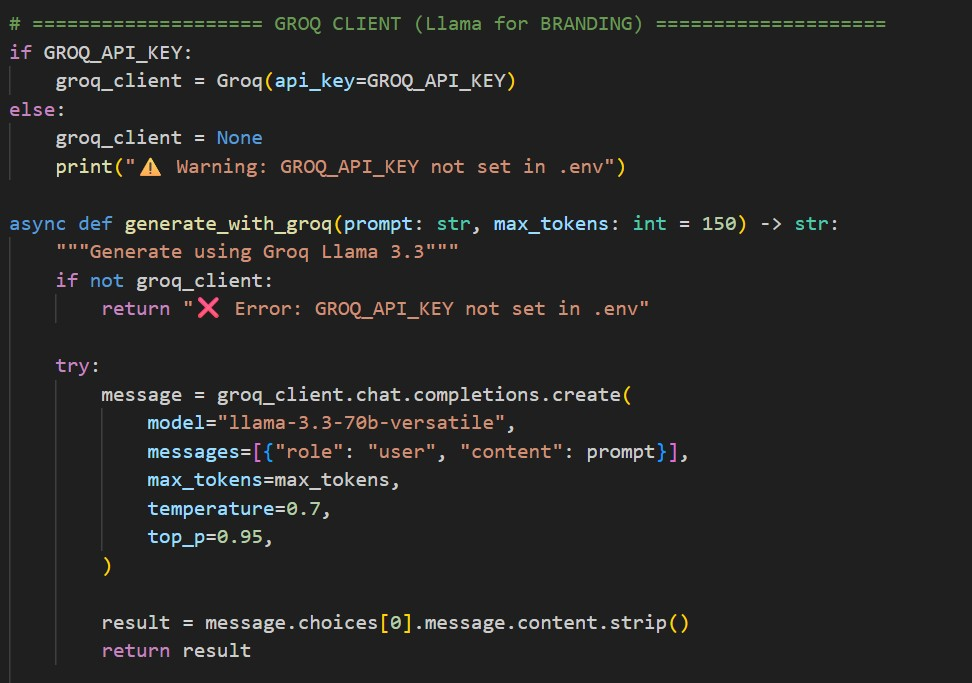 # ==================== GROQ CLIENT (Llama for BRANDING) ====================
if GROQ_API_KEY:
    groq_client = Groq(api_key=GROQ_API_KEY)
else:
    groq_client = None
    print("⚠️ Warning: GROQ_API_KEY not set in .env")

async def generate_with_groq(prompt: str, max_tokens: int = 150) -> str:
    """Generate using Groq Llama 3.3"""
    if not groq_client:
        return "❌ Error: GROQ_API_KEY not set in .env"

    try:
        message = groq_client.chat.completions.create(
            model="llama-3.3-70b-versatile",
            messages=[{"role": "user", "content": prompt}],
            max_tokens=max_tokens,
            temperature=0.7,
            top_p=0.95,
        )

        result = message.choices[0].message.content.strip()
        return result